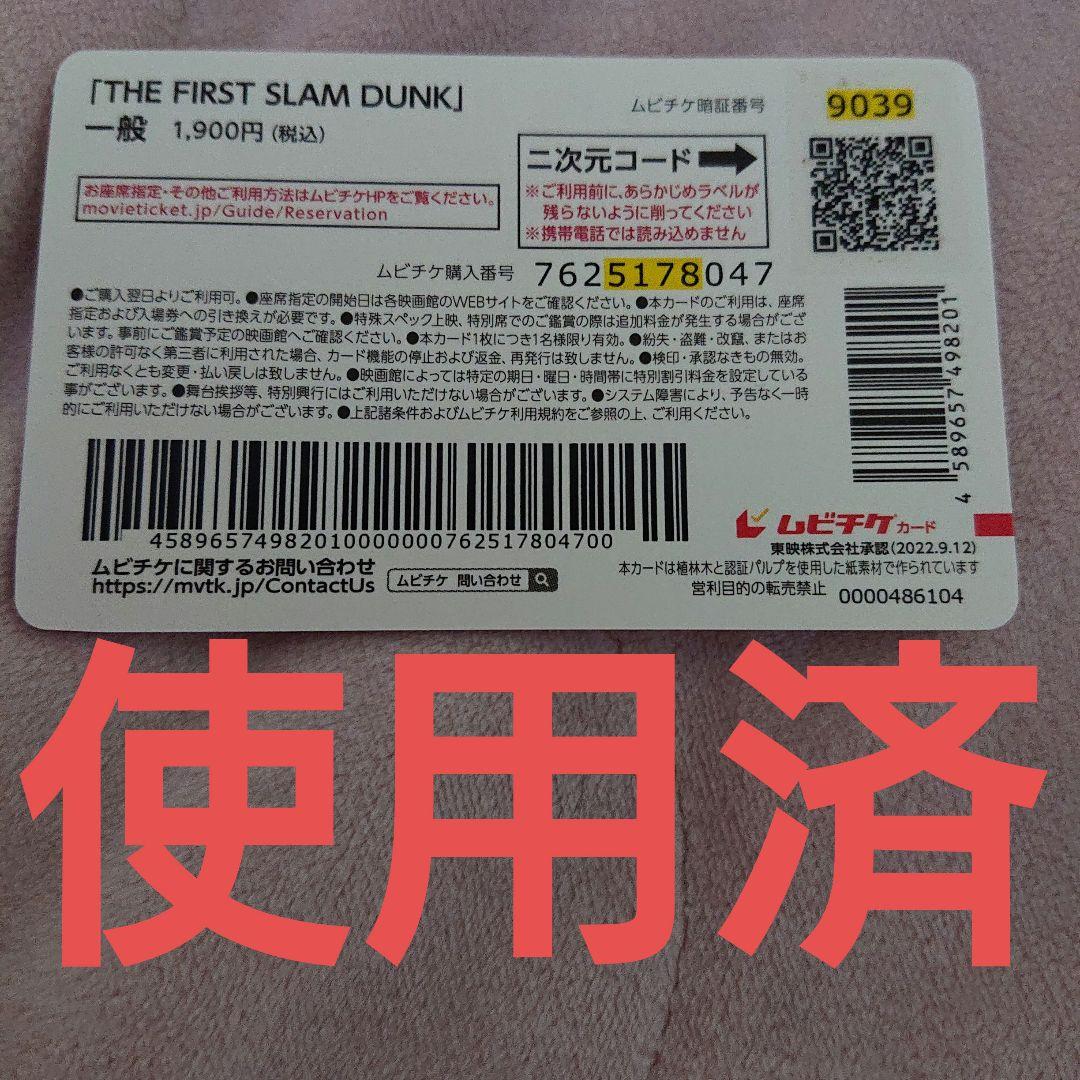 「THE FIRST SLAM DUNK」
一般 1,900円(税込)
ムビチケ暗証番号 9039
お座席指定・その他ご利用方法はムビチケHPをご覧ください。
movieticket.jp/Guide/Reservation
二次元コード
※ご利用前に、あらかじめラベルが
残らないように削ってください
※携帯電話では読み込めません
ムビチケ購入番号 7625178047
●ご購入翌日よりご利用可。●座席指定の開始日は各映画館のWEBサイトをご確認ください。●本カードのご利用は、座席
指定および入場券への引き換えが必要です。●特殊スペック上映、特別席でのご鑑賞の際は追加料金が発生する場合がござ
います。事前にご鑑賞予定の映画館へご確認ください。●本カード1枚につき1名様限り有効。●紛失・盗難・改竄、またはお
客様の許可なく第三者に利用された場合、カード機能の停止および返金、再発行は致しません。●検印・承認なきもの無効。
ご利用なくとも変更・払い戻しは致しません。●映画館によっては特定の期日・曜日・時間帯に特別割引料金を設定している
事がございます。●舞台挨拶等、特別興行にはご利用いただけない場合がございます。●システム障害により、予告なく一時
的にご利用いただけない場合がございます。●上記諸条件およびムビチケ利用規約をご参照の上、ご利用ください。
4589657498201
458965749820100000000762517804700
ムビチケに関するお問い合わせ
https://mvtk.jp/ContactUs
ムビチケ 問い合わせ
ムビチケカード
東映株式会社承認(2022.9.12)
本カードは植林木と認証パルプを使用した紙素材で作られています
営利目的の転売禁止 0000486104
使用済